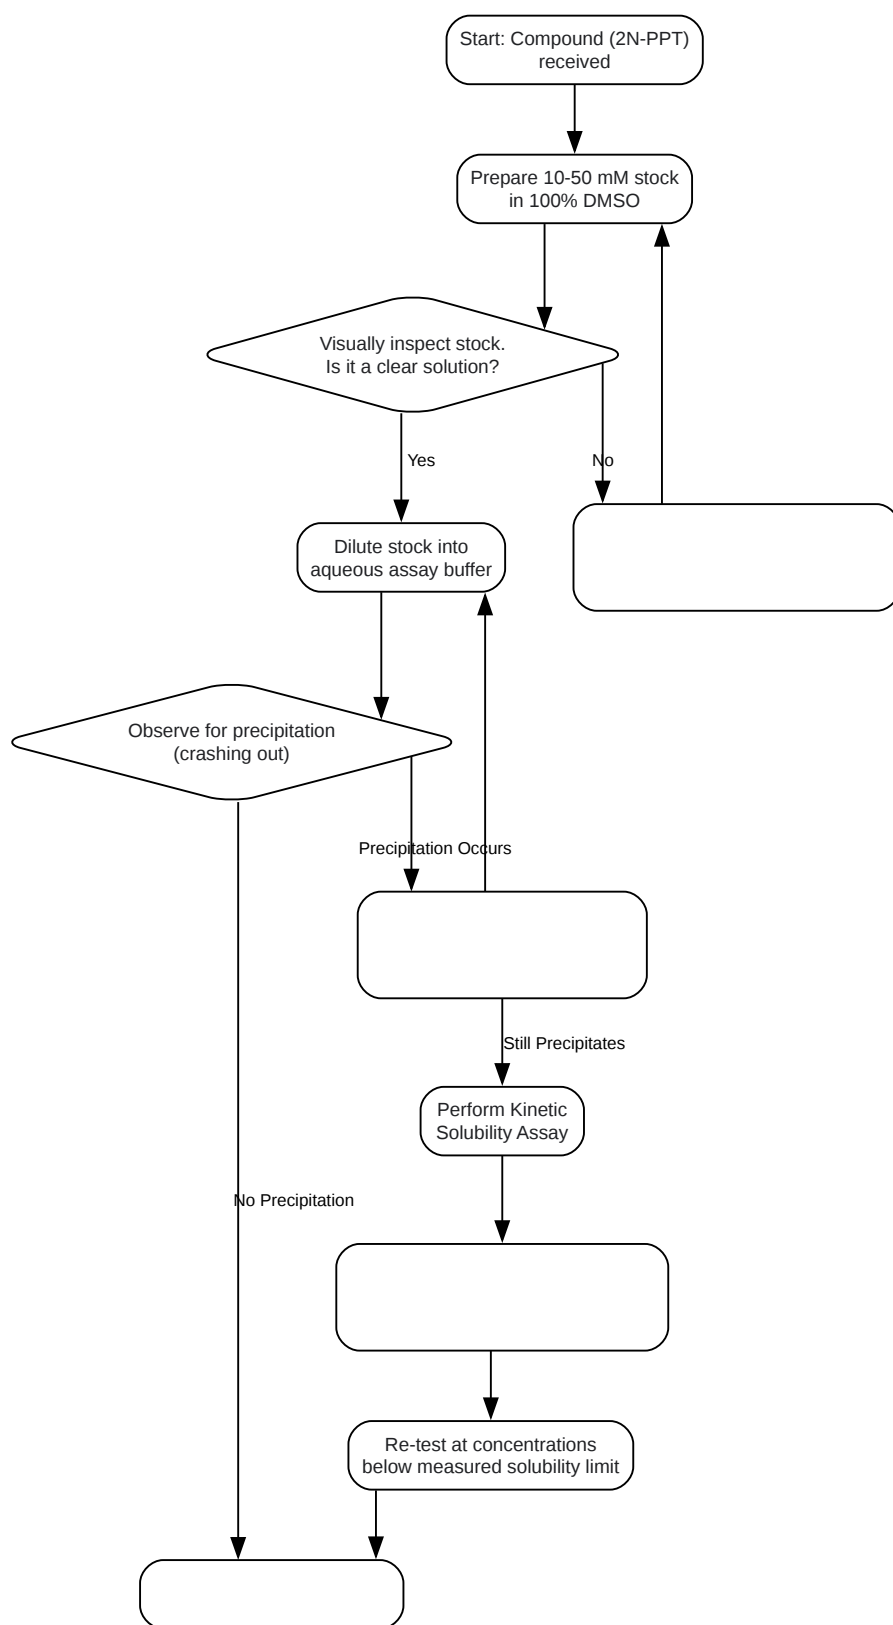 Start: Compound (2N-PPT)
received
Prepare 10-50 mM stock
in 100% DMSO
Visually inspect stock.
Is it a clear solution?
Yes
No
Dilute stock into
aqueous assay buffer
Observe for precipitation
(crashing out)
Precipitation Occurs
Still Precipitates
Perform Kinetic
Solubility Assay
No Precipitation
Re-test at concentrations
below measured solubility limit